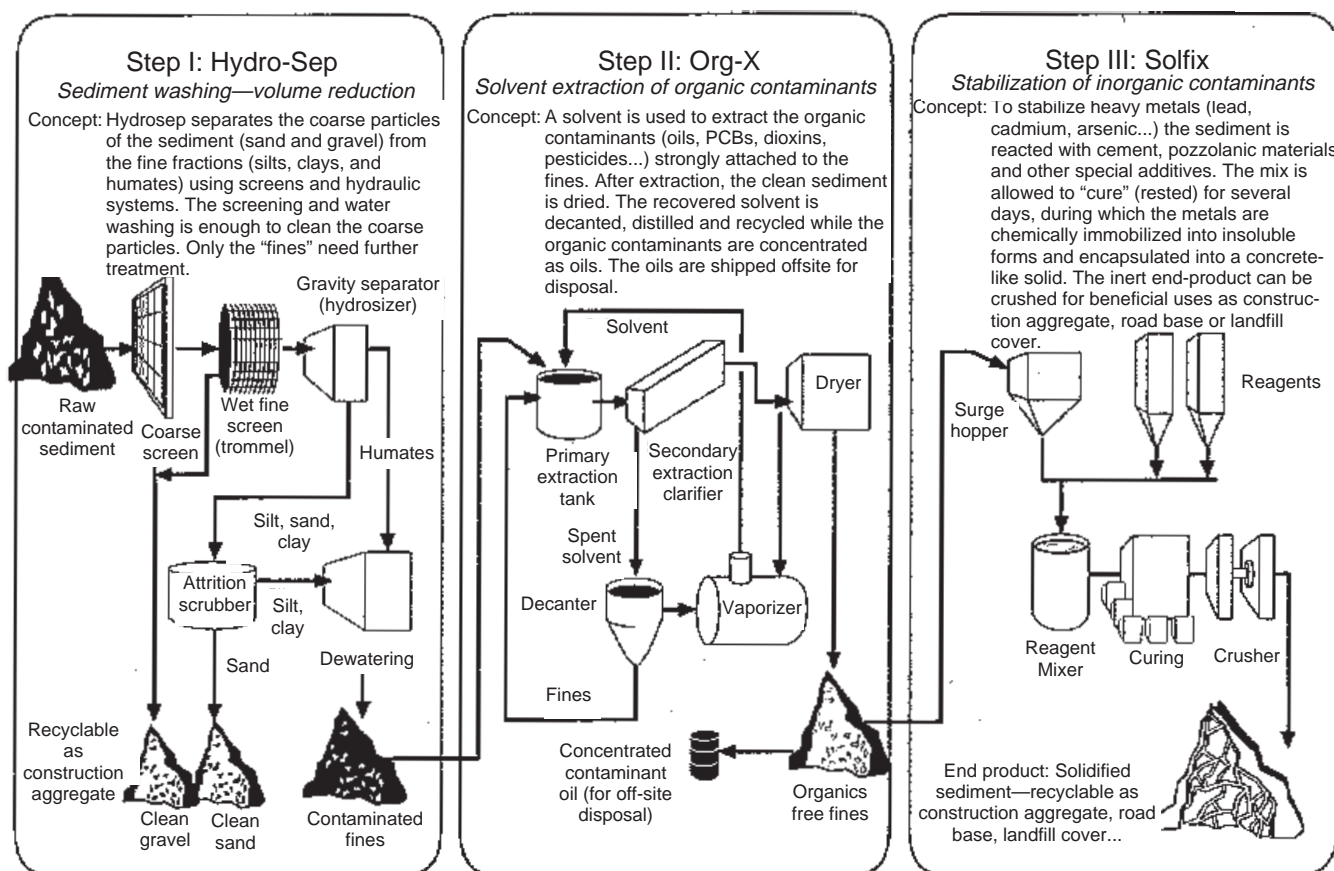 Step I: Hydro-Sep
Sediment washing—volume reduction
Concept: Hydrosep separates the coarse particles
of the sediment (sand and gravel) from
the fine fractions (silts, clays, and
humates) using screens and hydraulic
systems. The screening and water
washing is enough to clean the coarse
particles. Only the “fines” need further
treatment.
Gravity separator
(hydrosizer)
Raw
contaminated
sediment
Coarse
screen
Wet fine
screen
(trommel)
Humates
Silt, sand,
clay
Attrition
scrubber
Silt,
clay
Sand
Dewatering
Recyclable
as
construction
aggregate
Clean
gravel
Clean
sand
Contaminated
fines
Step II: Org-X
Solvent extraction of organic contaminants
Concept: A solvent is used to extract the organic
contaminants (oils, PCBs, dioxins,
pesticides...) strongly attached to the
fines. After extraction, the clean sediment
is dried. The recovered solvent is
decanted, distilled and recycled while the
organic contaminants are concentrated
as oils. The oils are shipped offsite for
disposal.
Solvent
Dryer
Primary
extraction
tank
Secondary
extraction
clarifier
Spent
solvent
Decanter
Vaporizer
Fines
Concentrated
contaminant
oil (for off-site
disposal)
Organics
free fines
Step III: Solfix
Stabilization of inorganic contaminants
Concept: To stabilize heavy metals (lead,
cadmium, arsenic...) the sediment is
reacted with cement, pozzolanic materials
and other special additives. The mix is
allowed to “cure” (rested) for several
days, during which the metals are
chemically immobilized into insoluble
forms and encapsulated into a concrete-
like solid. The inert end-product can be
crushed for beneficial uses as construc-
tion aggregate, road base or landfill
cover.
Surge
hopper
Reagents
Reagent
Mixer
Curing
Crusher
End product: Solidified
sediment—recyclable as
construction aggregate, road
base, landfill cover...